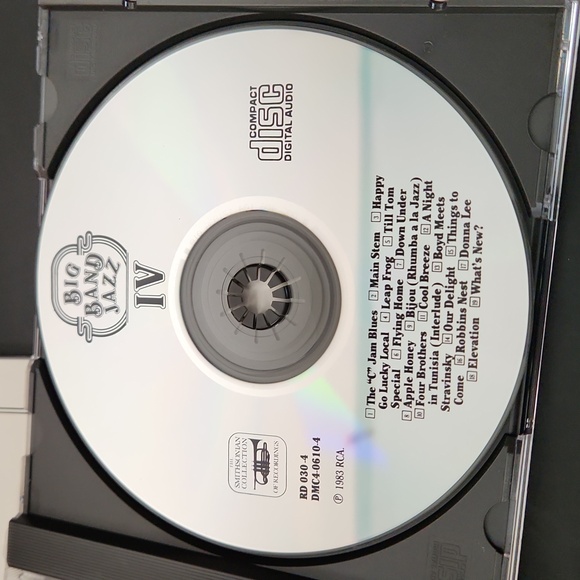 BIG
BAND
JAZZ
IV
THE
SMITHSONIAN
COLLECTION
OF RECORDINGS
RD 030-4
DMC4-0610-4
℗ 1983 RCA.
COMPACT
disc
DIGITAL AUDIO
1 The "C" Jam Blues 2 Main Stem 3 Happy
Go Lucky Local 4 Leap Frog 5 Till Tom
Special 6 Flying Home 7 Down Under
8 Apple Honey 9 Bijou (Rhumba a la Jazz)
10 Four Brothers 11 Cool Breeze 12 A Night
in Tunisia (Interlude) 13 Boyd Meets
Stravinsky 14 Our Delight 15 Things to
Come 16 Robbins Nest 17 Donna Lee
18 Elevation 19 What's New?